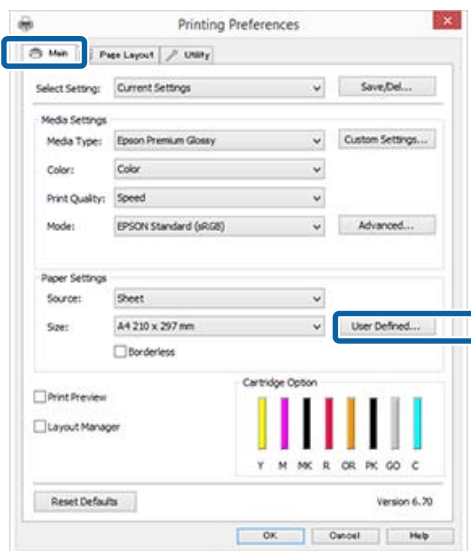 Printing Preferences
Main Page Layout Utility
Select Setting: Current Settings Save/Del...
Media Settings
Media Type: Epson Premium Glossy Custom Settings...
Color: Color
Print Quality: Speed
Mode: EPSON Standard (sRGB) Advanced...
Paper Settings
Source: Sheet
Size: A4 210 x 297 mm User Defined...
Borderless
Print Preview
Layout Manager
Cartridge Option
Y M MK R OR PK GO C
Reset Defaults Version 6.70
OK Cancel Help